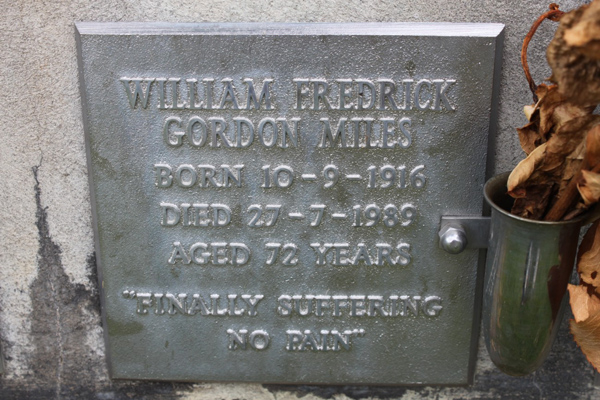 WILLIAM FREDRICK
GORDON MILES
BORN 10-9-1916
DIED 27-7-1989
AGED 72 YEARS
"FINALLY SUFFERING
NO PAIN"